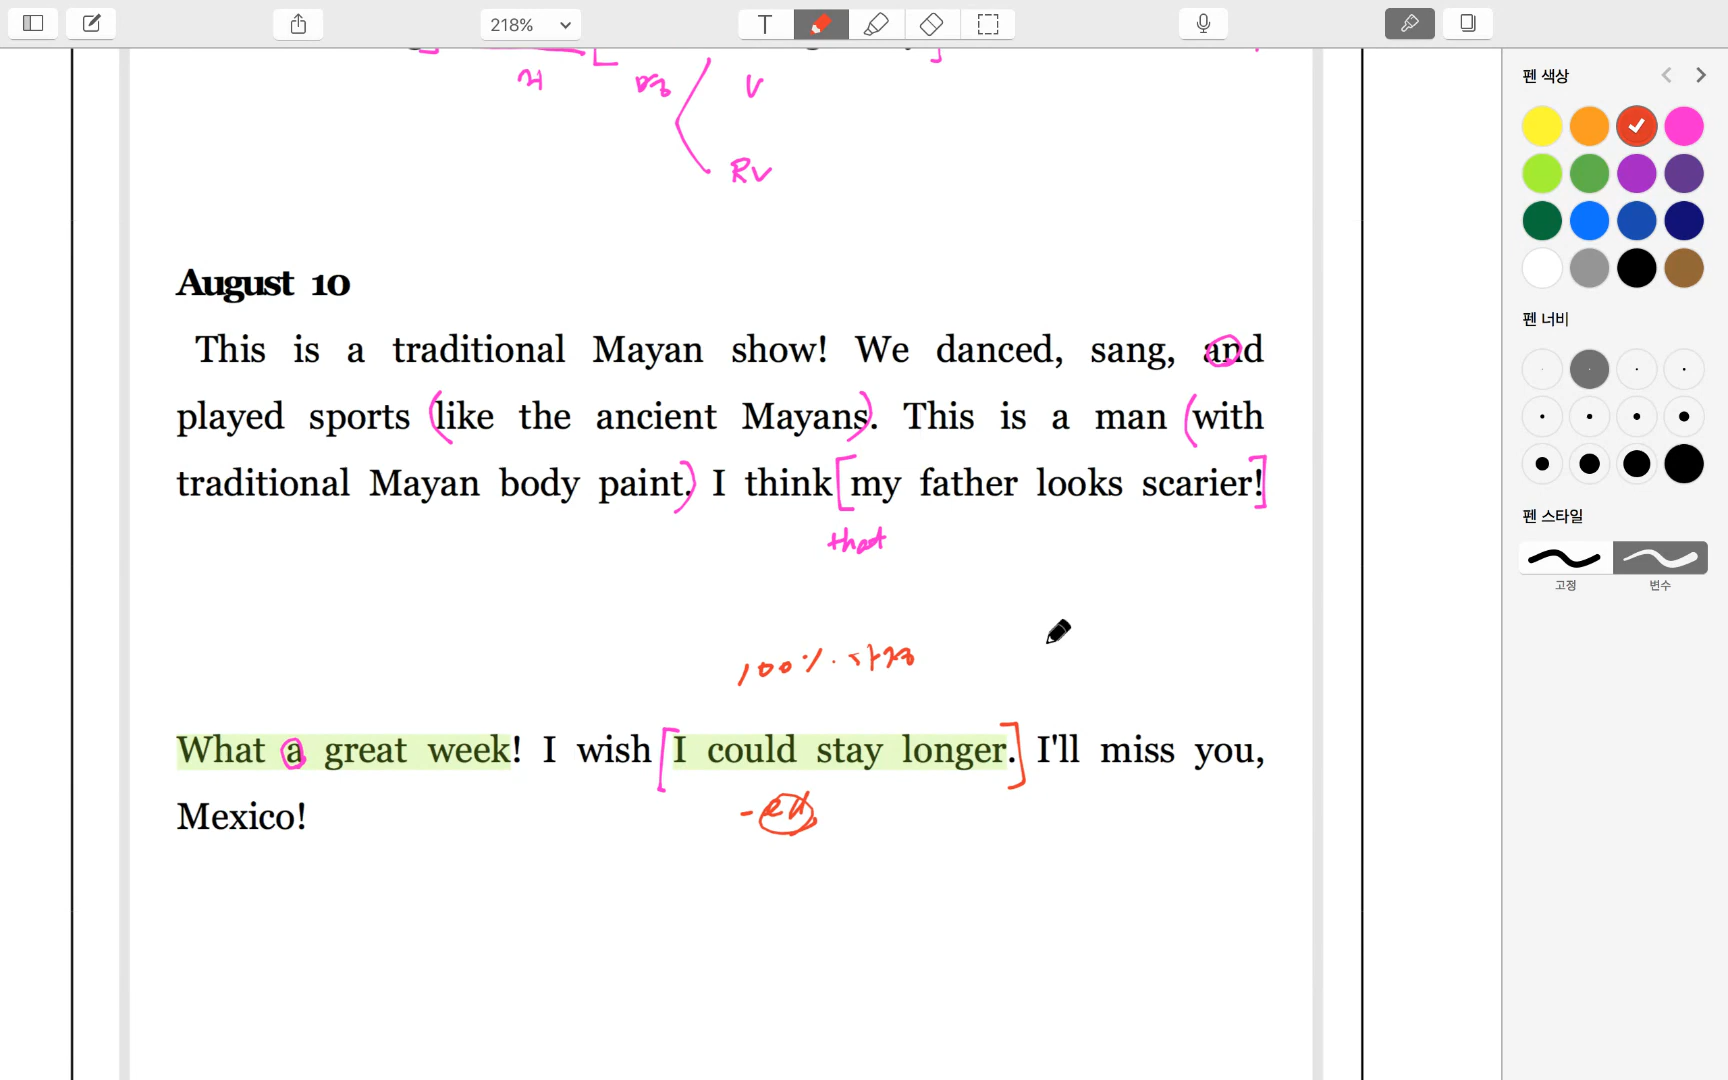 218%
T
펜 색상
V
RV
August 10
This is a traditional Mayan show! We danced, sang, and
played sports (like the ancient Mayans). This is a man (with
traditional Mayan body paint.) I think [my father looks scarier!]
that
펜 너비
펜 스타일
고정 변수
100%
What a great week! I wish [I could stay longer.] I'll miss you,
-ed
Mexico!